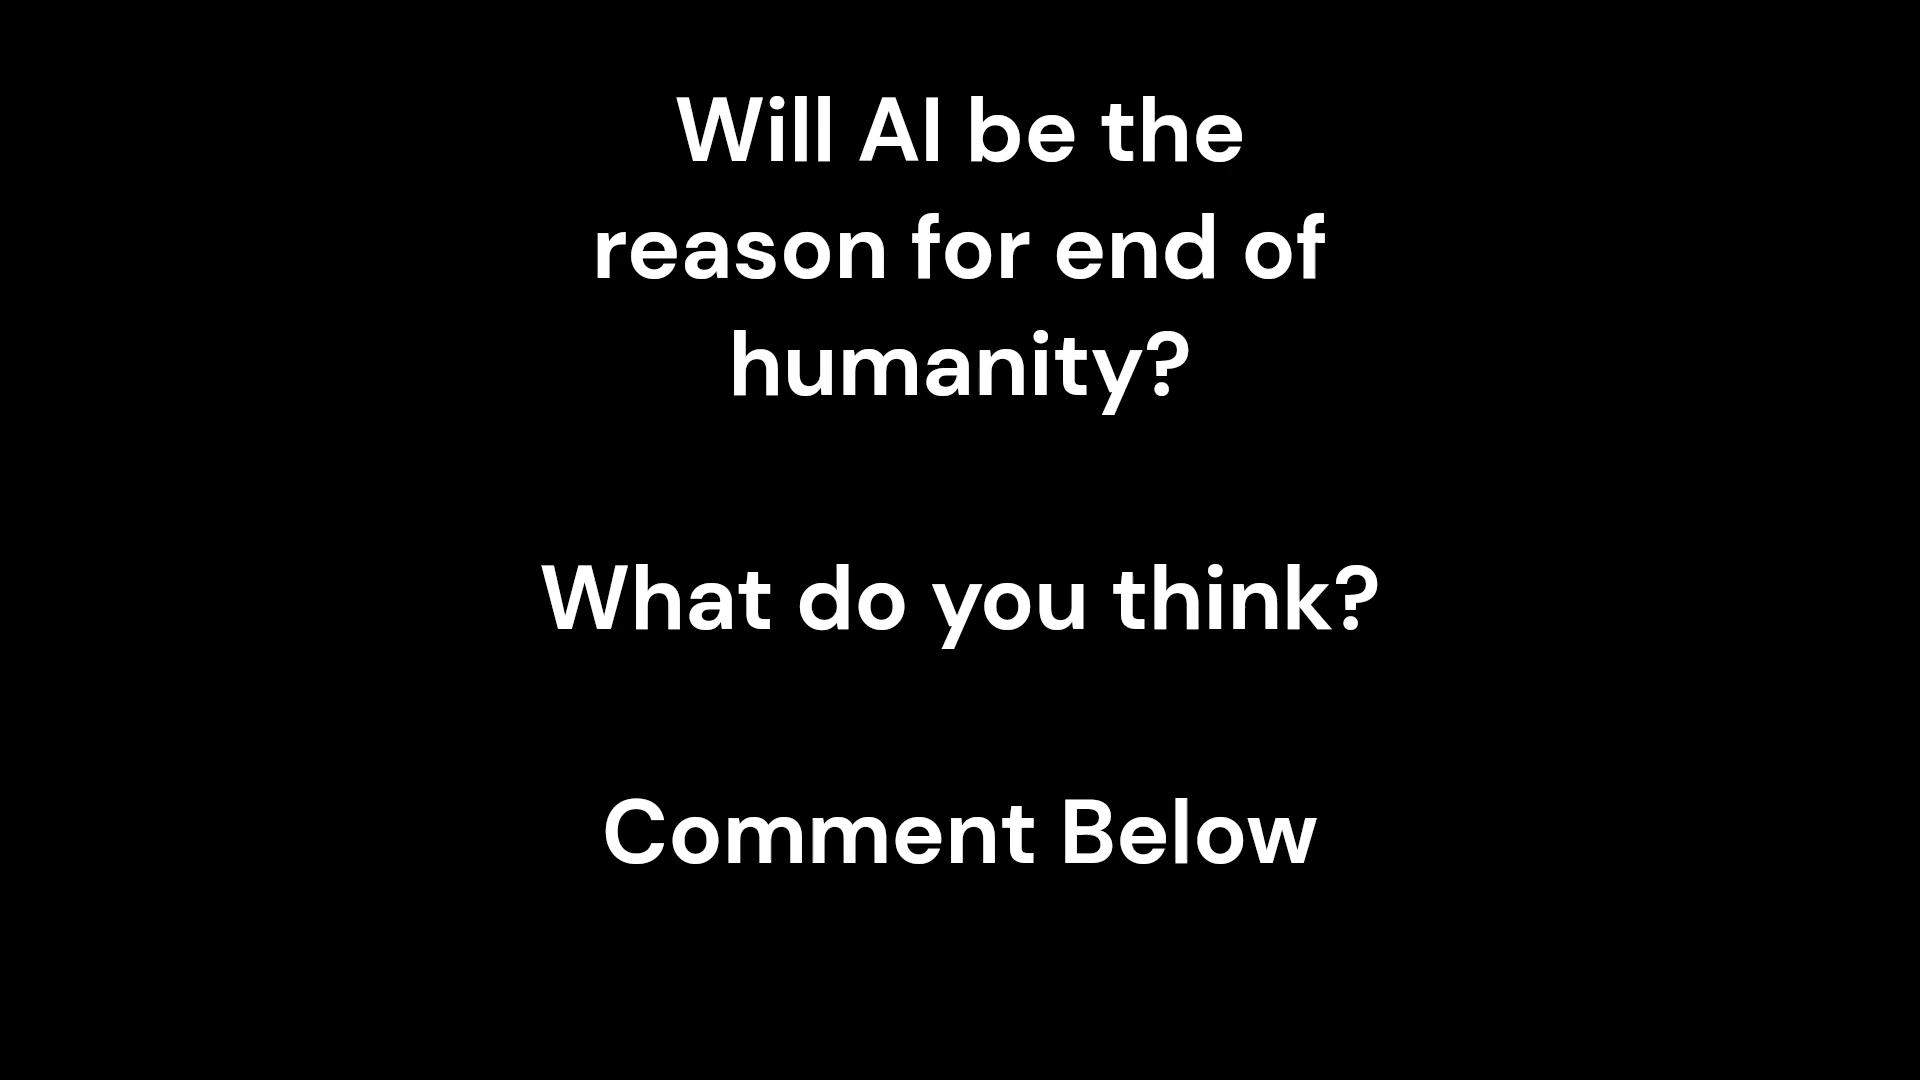 Will AI be the
reason for end of
humanity?
What do you think?
Comment Below